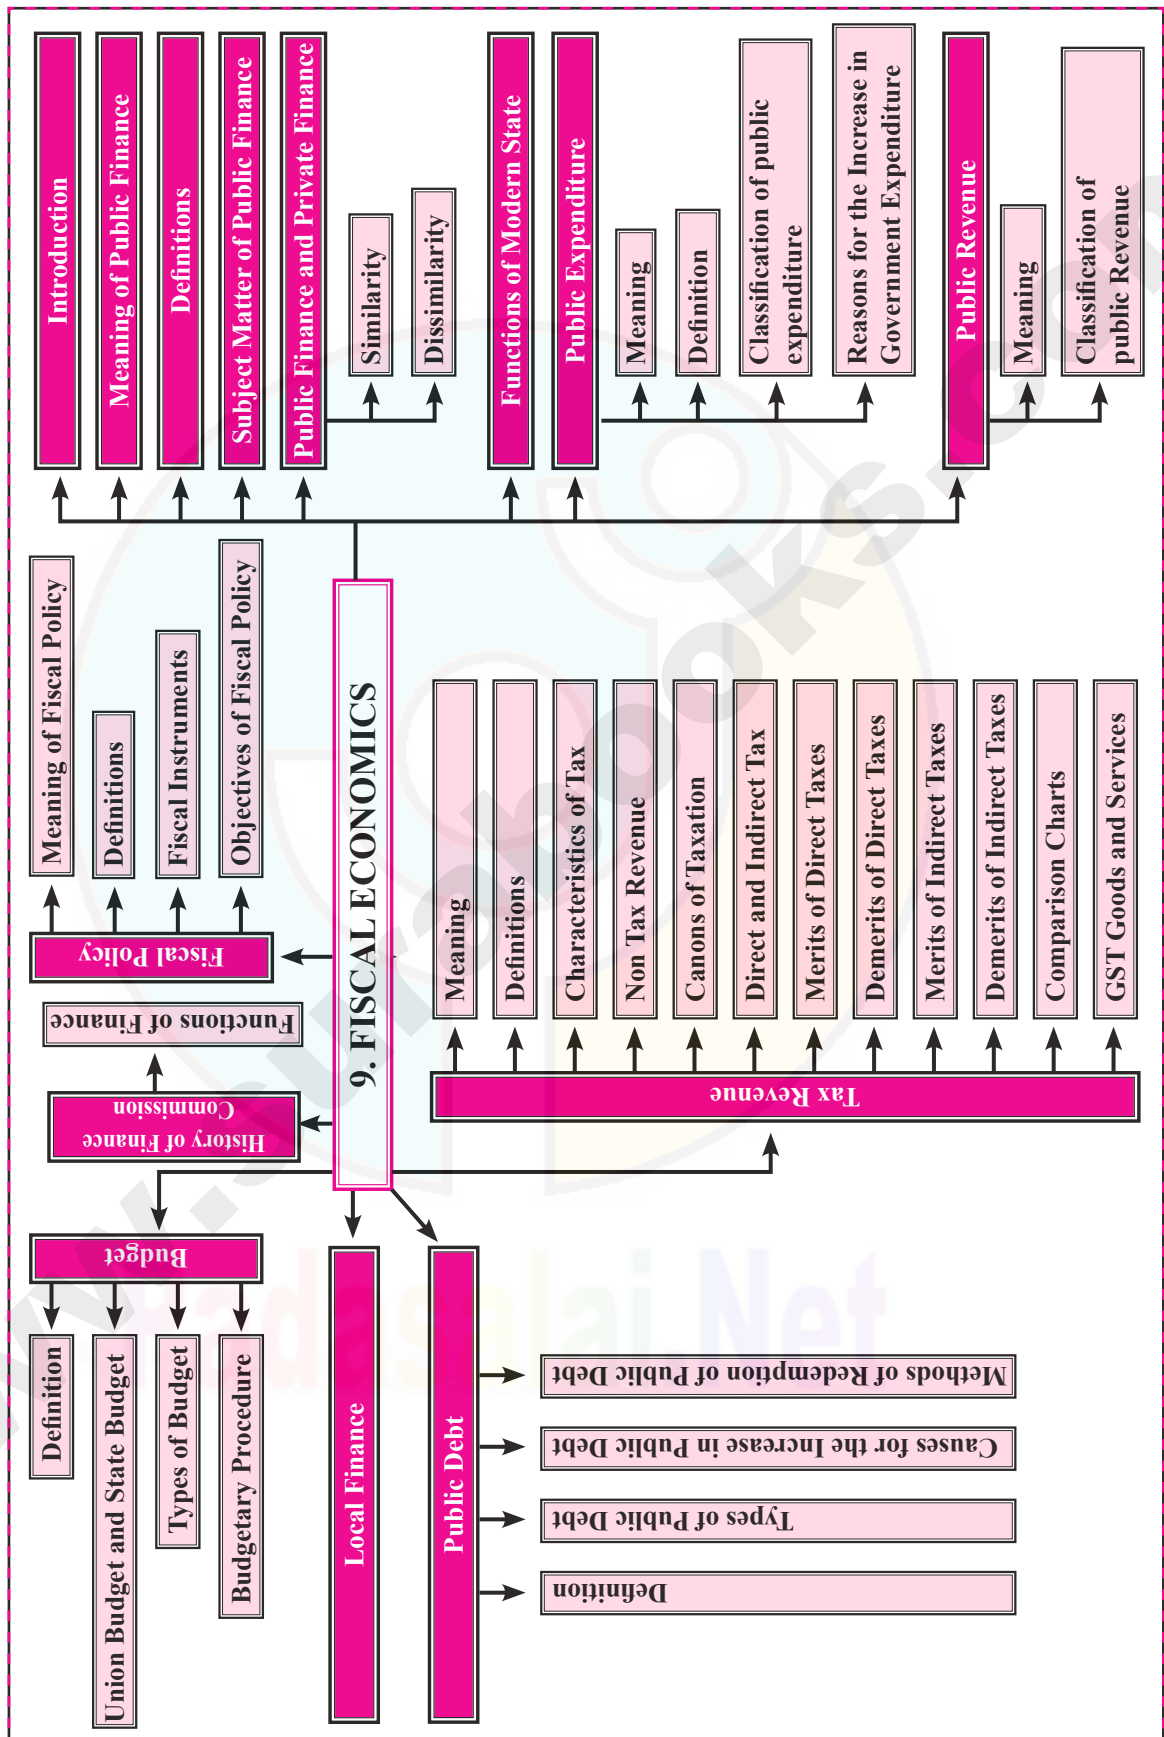 9. FISCAL ECONOMICS
Introduction
Meaning of Public Finance
Definitions
Subject Matter of Public Finance
Public Finance and Private Finance
Similarity
Dissimilarity
Functions of Modern State
Public Expenditure
Meaning
Definition
Classification of public
expenditure
Reasons for the Increase in
Government Expenditure
Public Revenue
Meaning
Classification of
public Revenue
Tax Revenue
Meaning
Definitions
Characteristics of Tax
Non Tax Revenue
Canons of Taxation
Direct and Indirect Tax
Merits of Direct Taxes
Demerits of Direct Taxes
Merits of Indirect Taxes
Demerits of Indirect Taxes
Comparison Charts
GST Goods and Services
Public Debt
Definition
Types of Public Debt
Causes for the Increase in Public Debt
Methods of Redemption of Public Debt
Local Finance
Budget
Definition
Union Budget and State Budget
Types of Budget
Budgetary Procedure
History of Finance
Commission
Functions of Finance
Fiscal Policy
Meaning of Fiscal Policy
Definitions
Fiscal Instruments
Objectives of Fiscal Policy
www.surabooks.com
Padasalai.Net